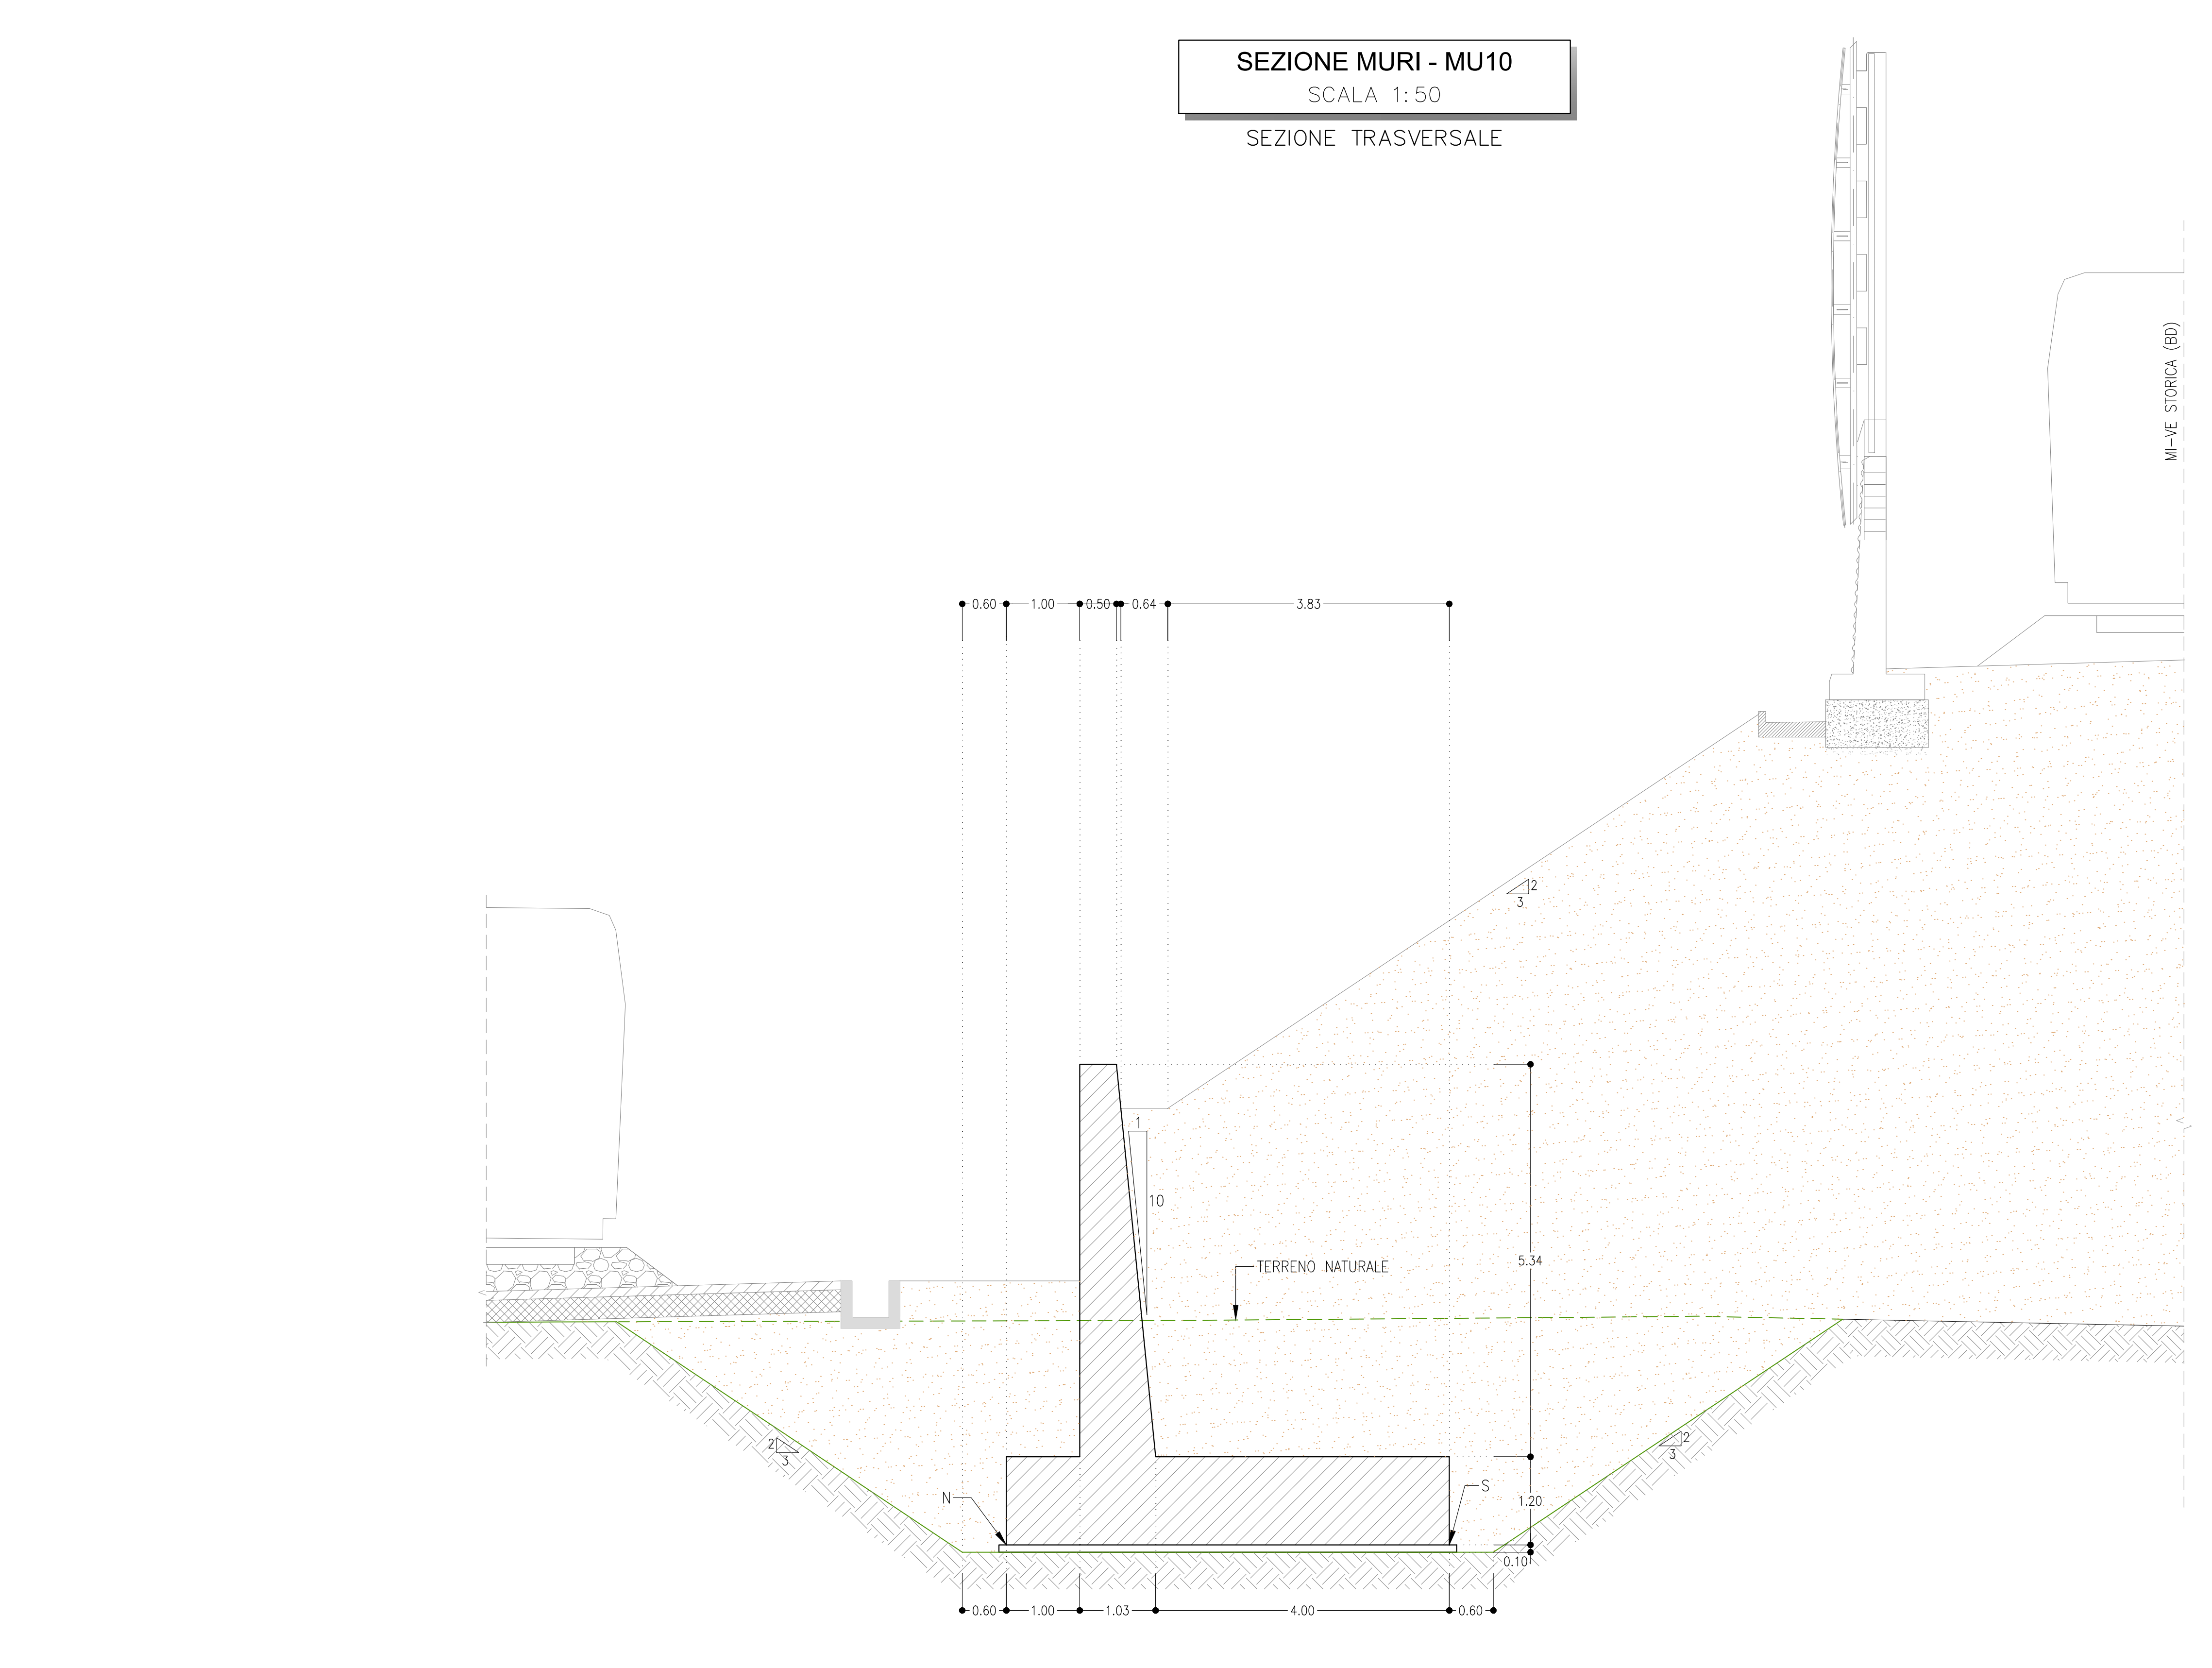 SEZIONE MURI - MU10
SCALA 1:50
SEZIONE TRASVERSALE
MI-VE STORICA (BD)
0.60 1.00 0.50 0.64 3.83
2
3
1
10
5.34
TERRENO NATURALE
2
3
2
3
N
S
1.20
0.10
0.60 1.00 1.03 4.00 0.60